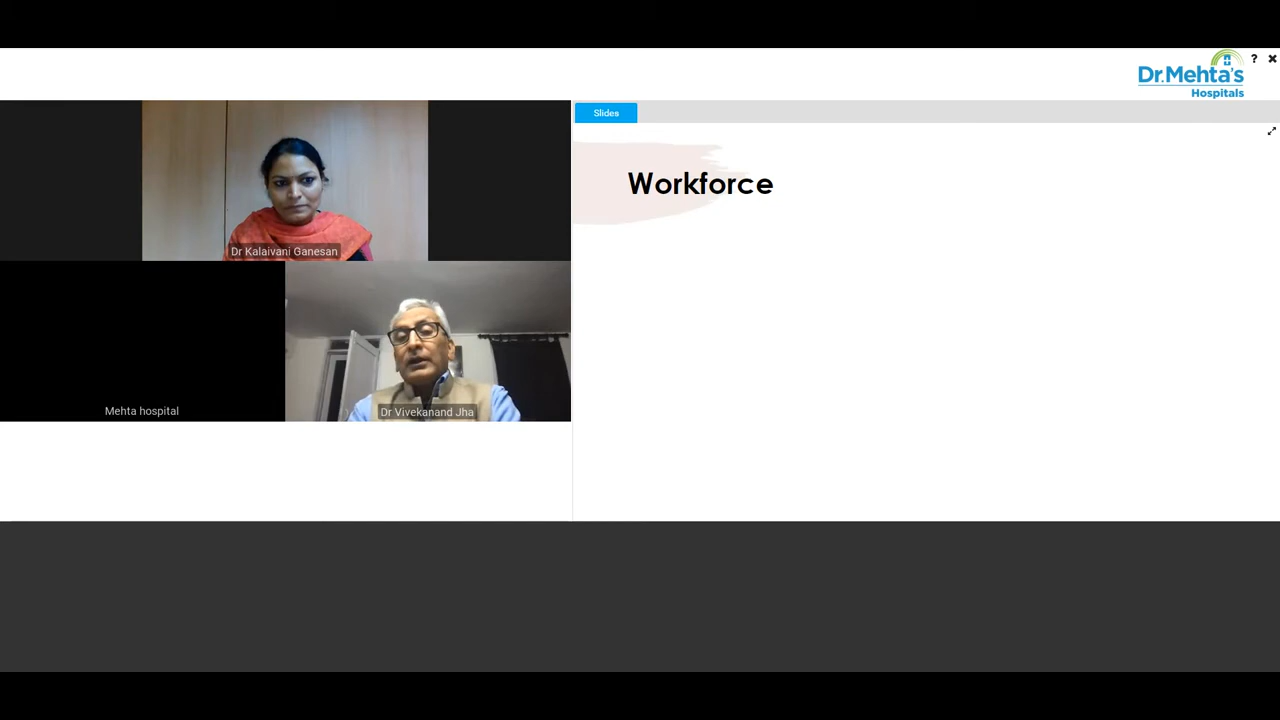 Dr.Mehta's
Hospitals
? ✖
Slides
Workforce
Dr Kalaivani Ganesan
Mehta hospital
Dr Vivekanand Jha